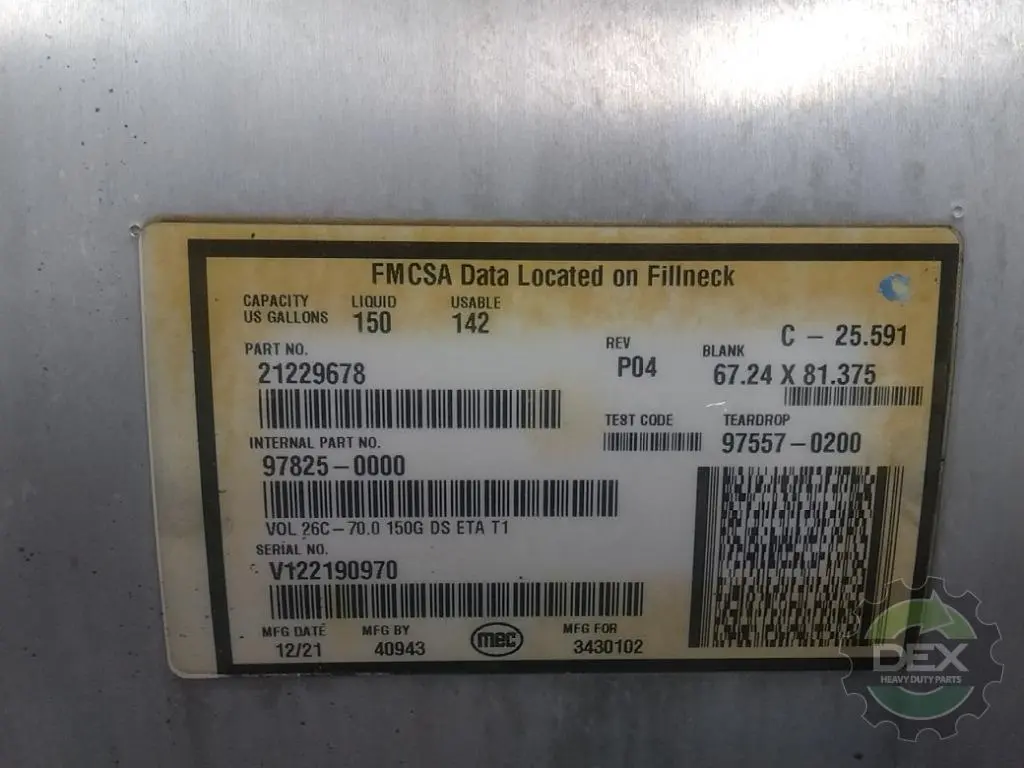 FMCSA Data Located on Fillneck
CAPACITY US GALLONS
LIQUID 150
USABLE 142
C - 25.591
PART NO.
21229678
REV
P04
BLANK
67.24 X 81.375
INTERNAL PART NO.
97825-0000
TEST CODE
TEARDROP
97557-0200
VOL 26C-70.0 150G DS ETA T1
SERIAL NO.
V122190970
MFG DATE
12/21
MFG BY
40943
mec
MFG FOR
3430102
DEX
HEAVY DUTY PARTS